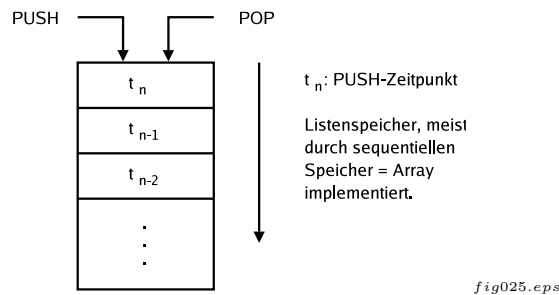 PUSH
POP
t n
t n-1
t n-2
.
.
.
t n: PUSH-Zeitpunkt
Listenspeicher, meist
durch sequentiellen
Speicher = Array
implementiert.
fig025.eps